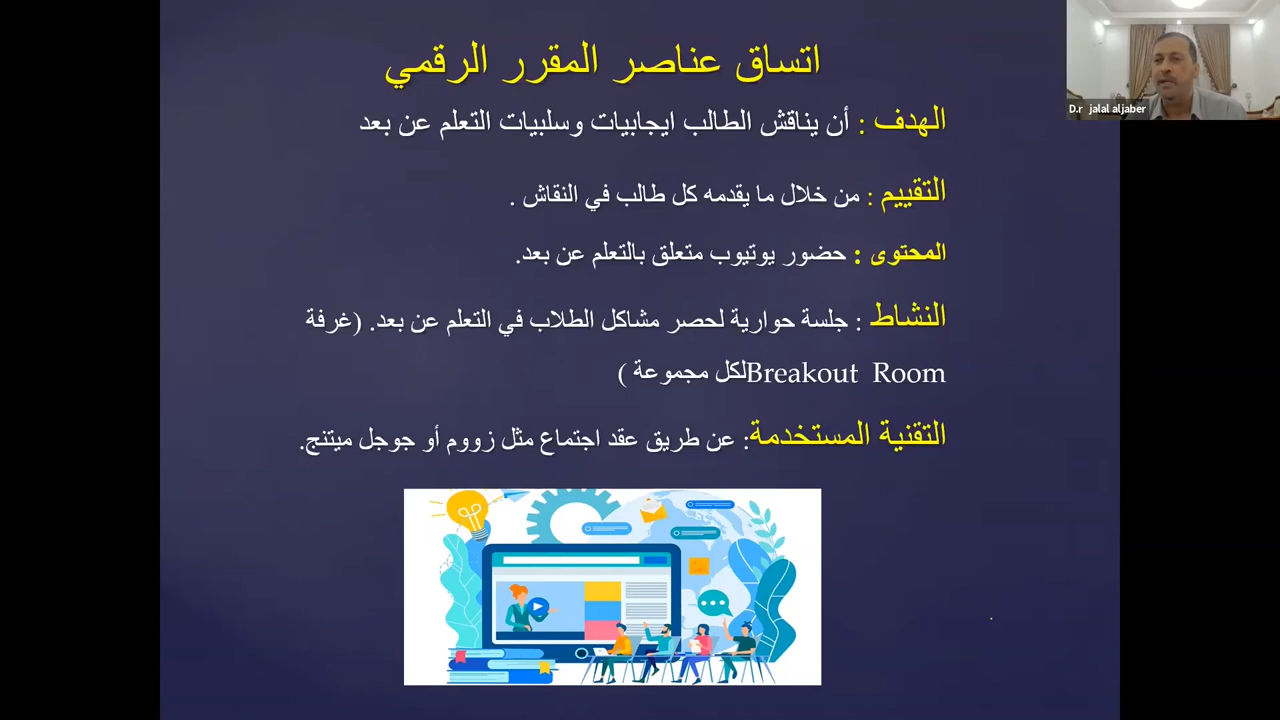 اتساق عناصر المقرر الرقمي
الهدف : أن يناقش الطالب ايجابيات وسلبيات التعلم عن بعد
التقييم : من خلال ما يقدمه كل طالب في النقاش .
المحتوى : حضور يوتيوب متعلق بالتعلم عن بعد.
النشاط : جلسة حوارية لحصر مشاكل الطلاب في التعلم عن بعد. (غرفة
Breakout Room لكل مجموعة )
التقنية المستخدمة: عن طريق عقد اجتماع مثل زووم أو جوجل ميتنج.
D.r jalal aljaber